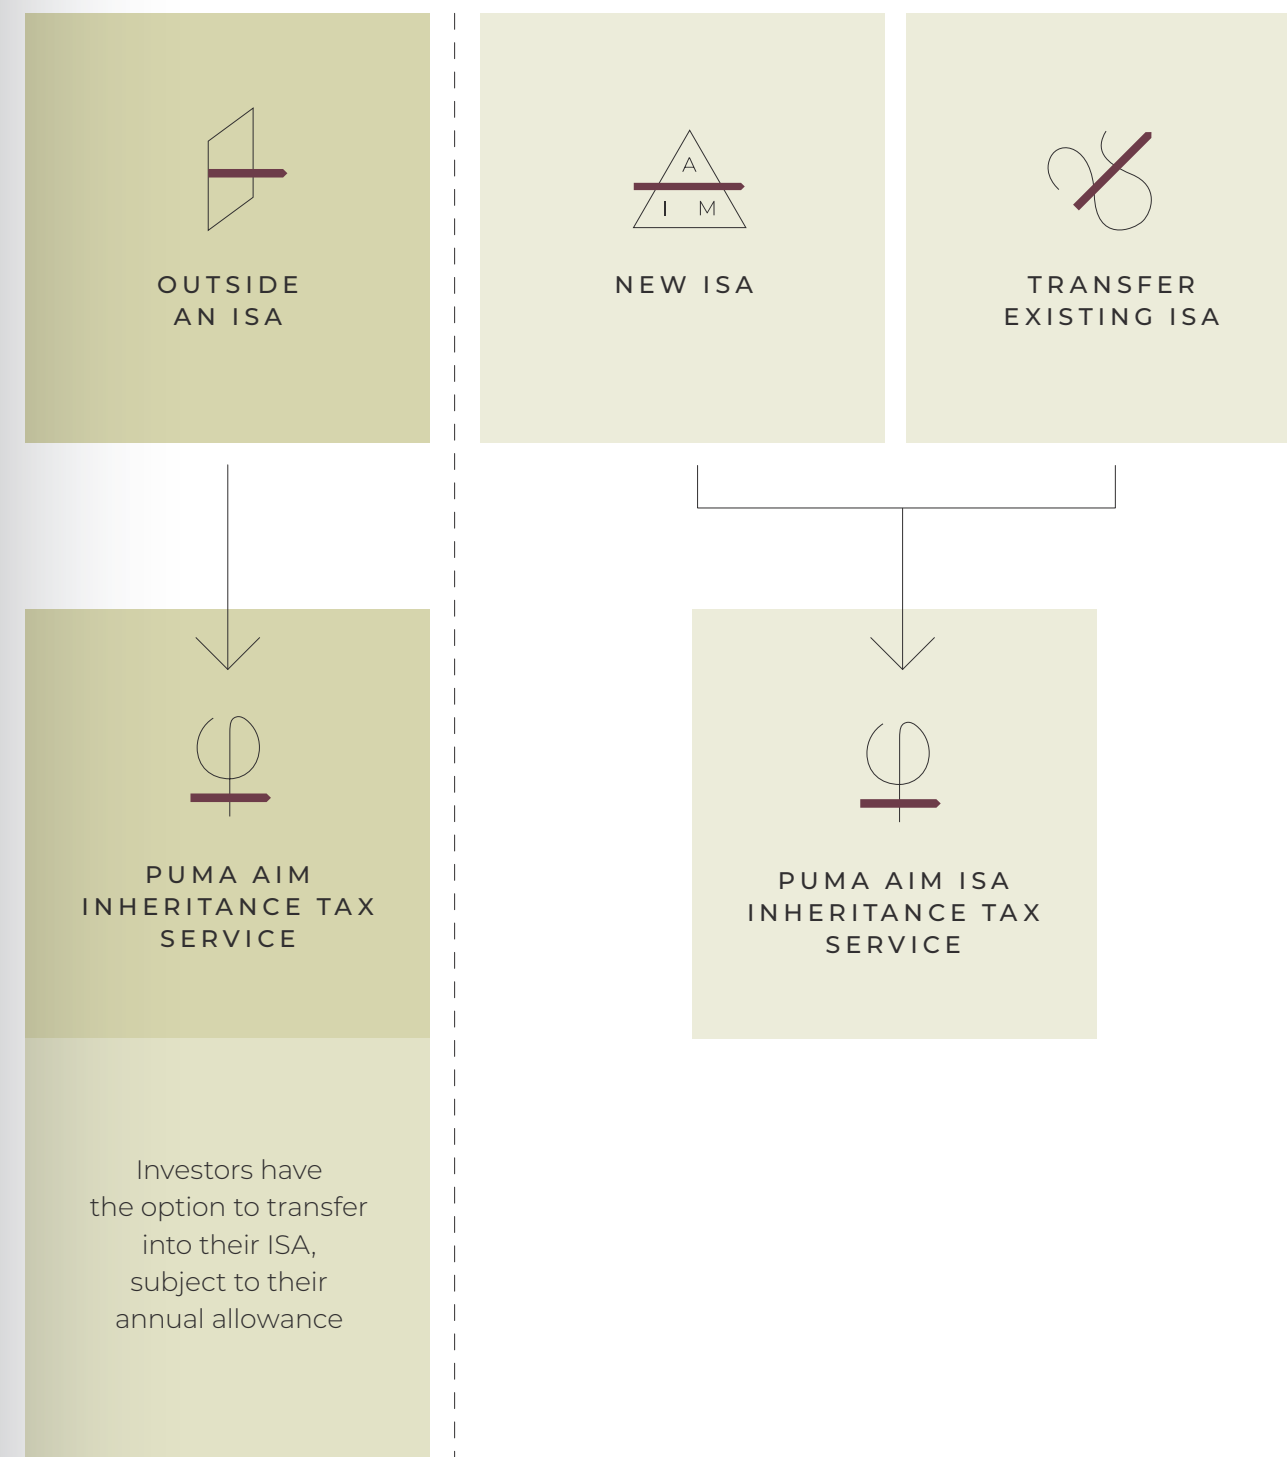 OUTSIDE
AN ISA
A
I M
NEW ISA
TRANSFER
EXISTING ISA
PUMA AIM
INHERITANCE TAX
SERVICE
Investors have
the option to transfer
into their ISA,
subject to their
annual allowance
PUMA AIM ISA
INHERITANCE TAX
SERVICE